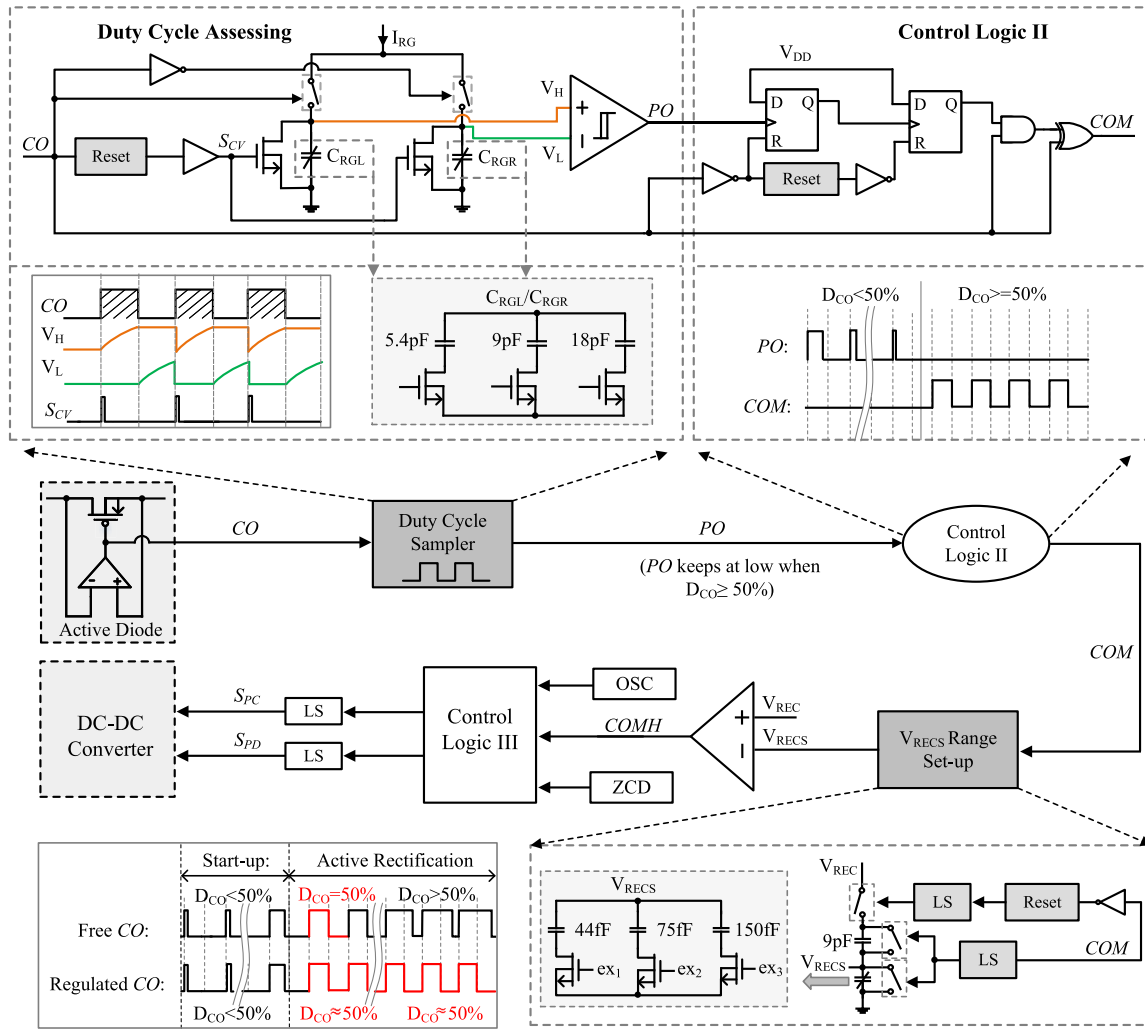 Duty Cycle Assessing
I_RG
Control Logic II
V_DD
V_H
V_L
+
-
PO
D
Q
R
D
Q
R
COM
CO
Reset
S_CV
C_RGL
C_RGR
Reset
CO
V_H
V_L
S_CV
C_RGL/C_RGR
5.4pF
9pF
18pF
D_CO<50%
D_CO>=50%
PO:
COM:
CO
Duty Cycle
Sampler
PO
(PO keeps at low when
D_CO≥ 50%)
Control
Logic II
-
+
Active Diode
COM
DC-DC
Converter
S_PC
S_PD
LS
LS
Control
Logic III
OSC
COMH
ZCD
+
-
V_REC
V_RECS
V_RECS Range
Set-up
Start-up:
Active Rectification
D_CO<50%
D_CO=50%
D_CO>50%
Free CO:
Regulated CO:
D_CO<50%
D_CO≈50%
D_CO≈50%
V_RECS
44fF
75fF
150fF
ex₁
ex₂
ex₃
V_REC
LS
Reset
9pF
V_RECS
LS
COM